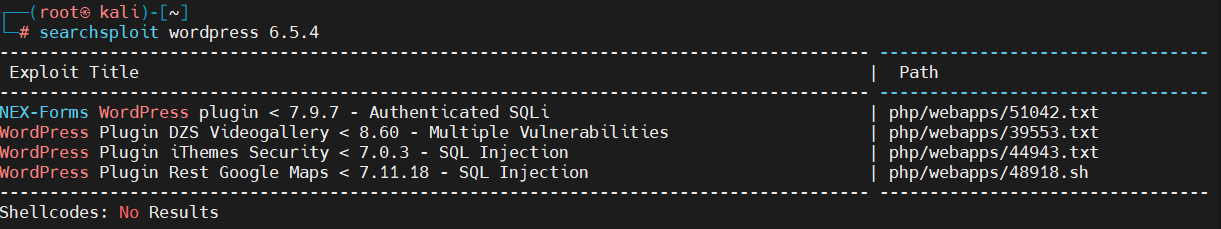 ┌──(root㉿ kali)-[~]
└─# searchsploit wordpress 6.5.4
Exploit Title | Path
NEX-Forms WordPress plugin < 7.9.7 - Authenticated SQLi | php/webapps/51042.txt
WordPress Plugin DZS Videogallery < 8.60 - Multiple Vulnerabilities | php/webapps/39553.txt
WordPress Plugin iThemes Security < 7.0.3 - SQL Injection | php/webapps/44943.txt
WordPress Plugin Rest Google Maps < 7.11.18 - SQL Injection | php/webapps/48918.sh
Shellcodes: No Results